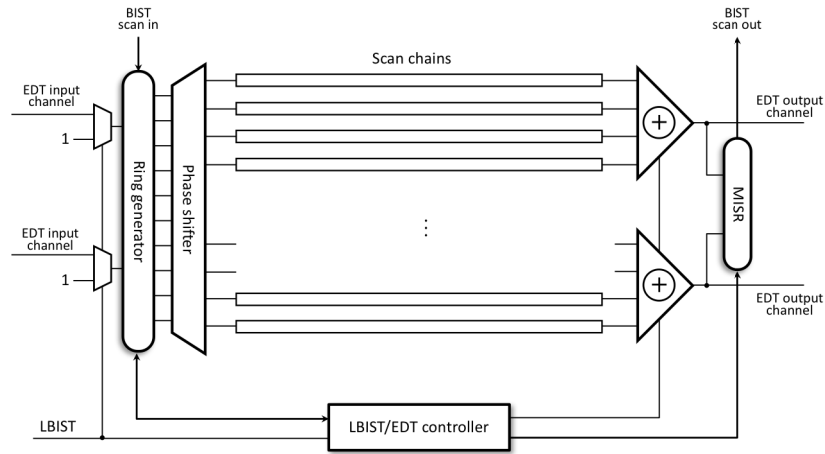 BIST
scan in
BIST
scan out
Scan chains
EDT input
channel
1
EDT output
channel
Ring generator
Phase shifter
+
MISR
EDT input
channel
1
...
+
EDT output
channel
LBIST
LBIST/EDT controller